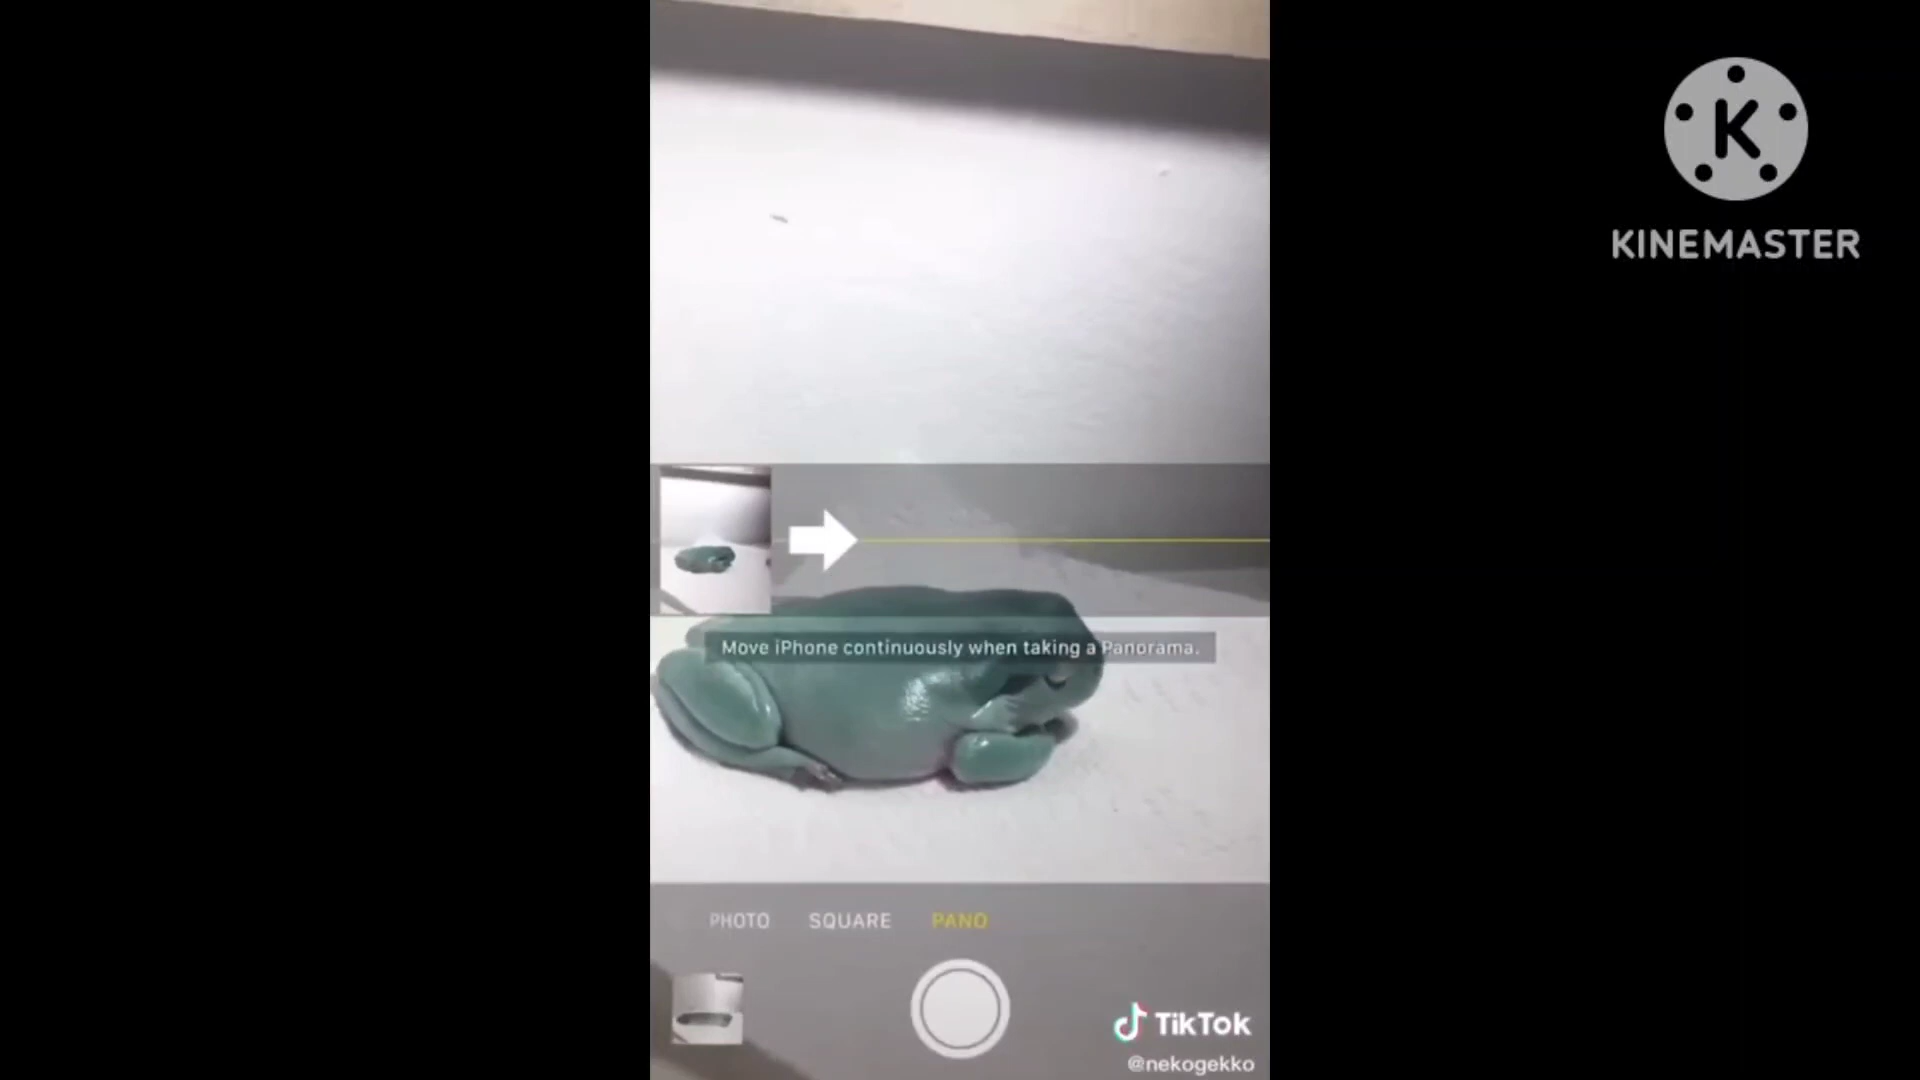 K
KINEMASTER
Move iPhone continuously when taking a Panorama.
PHOTO SQUARE PANO
TikTok
@nekogekko